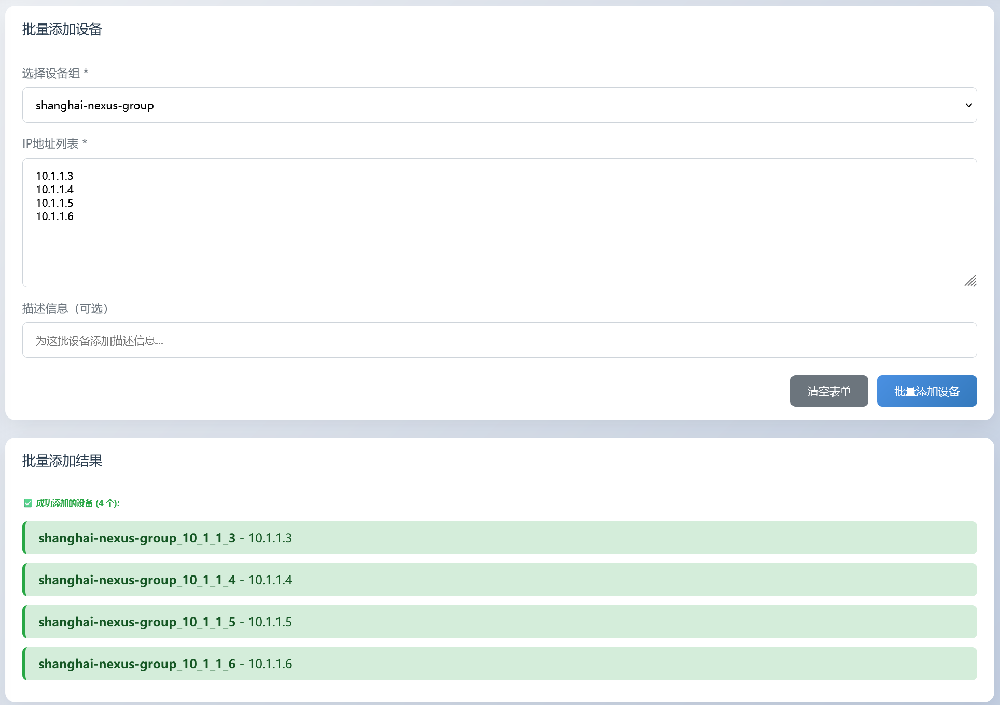 批量添加设备
选择设备组 *
shanghai-nexus-group
IP地址列表 *
10.1.1.3
10.1.1.4
10.1.1.5
10.1.1.6
描述信息（可选）
为这批设备添加描述信息...
清空表单
批量添加设备
批量添加结果
✅ 成功添加的设备 (4 个):
shanghai-nexus-group_10_1_1_3 - 10.1.1.3
shanghai-nexus-group_10_1_1_4 - 10.1.1.4
shanghai-nexus-group_10_1_1_5 - 10.1.1.5
shanghai-nexus-group_10_1_1_6 - 10.1.1.6